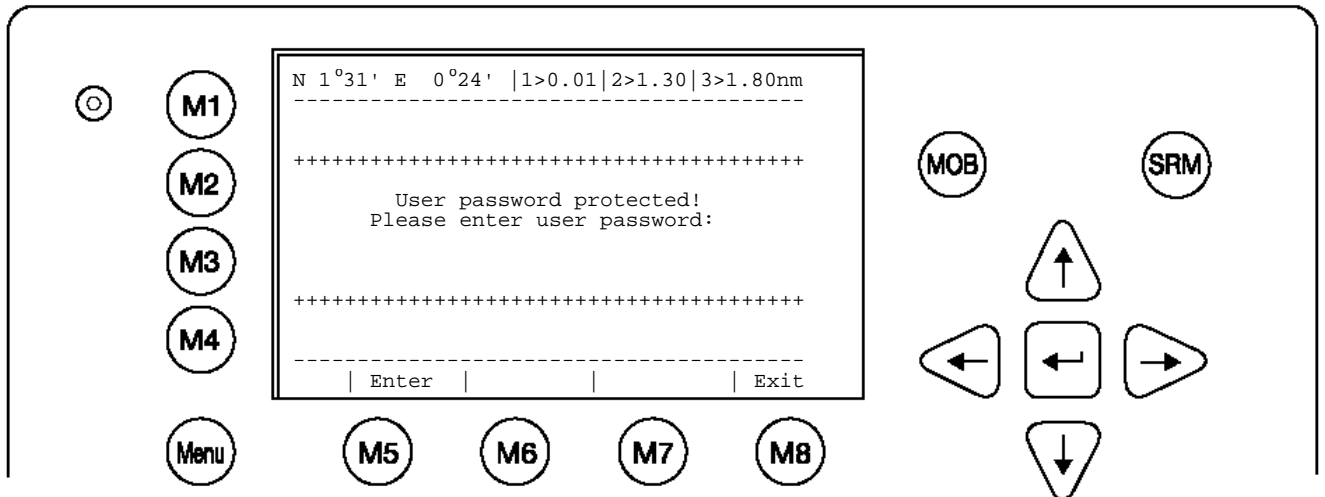 N 1°31' E 0°24' |1>0.01|2>1.30|3>1.80nm
----------------------------------------
++++++++++++++++++++++++++++++++++++++++
User password protected!
Please enter user password:
++++++++++++++++++++++++++++++++++++++++
----------------------------------------
| Enter | | | Exit
M1
M2
M3
M4
Menu
M5
M6
M7
M8
MOB
SRM